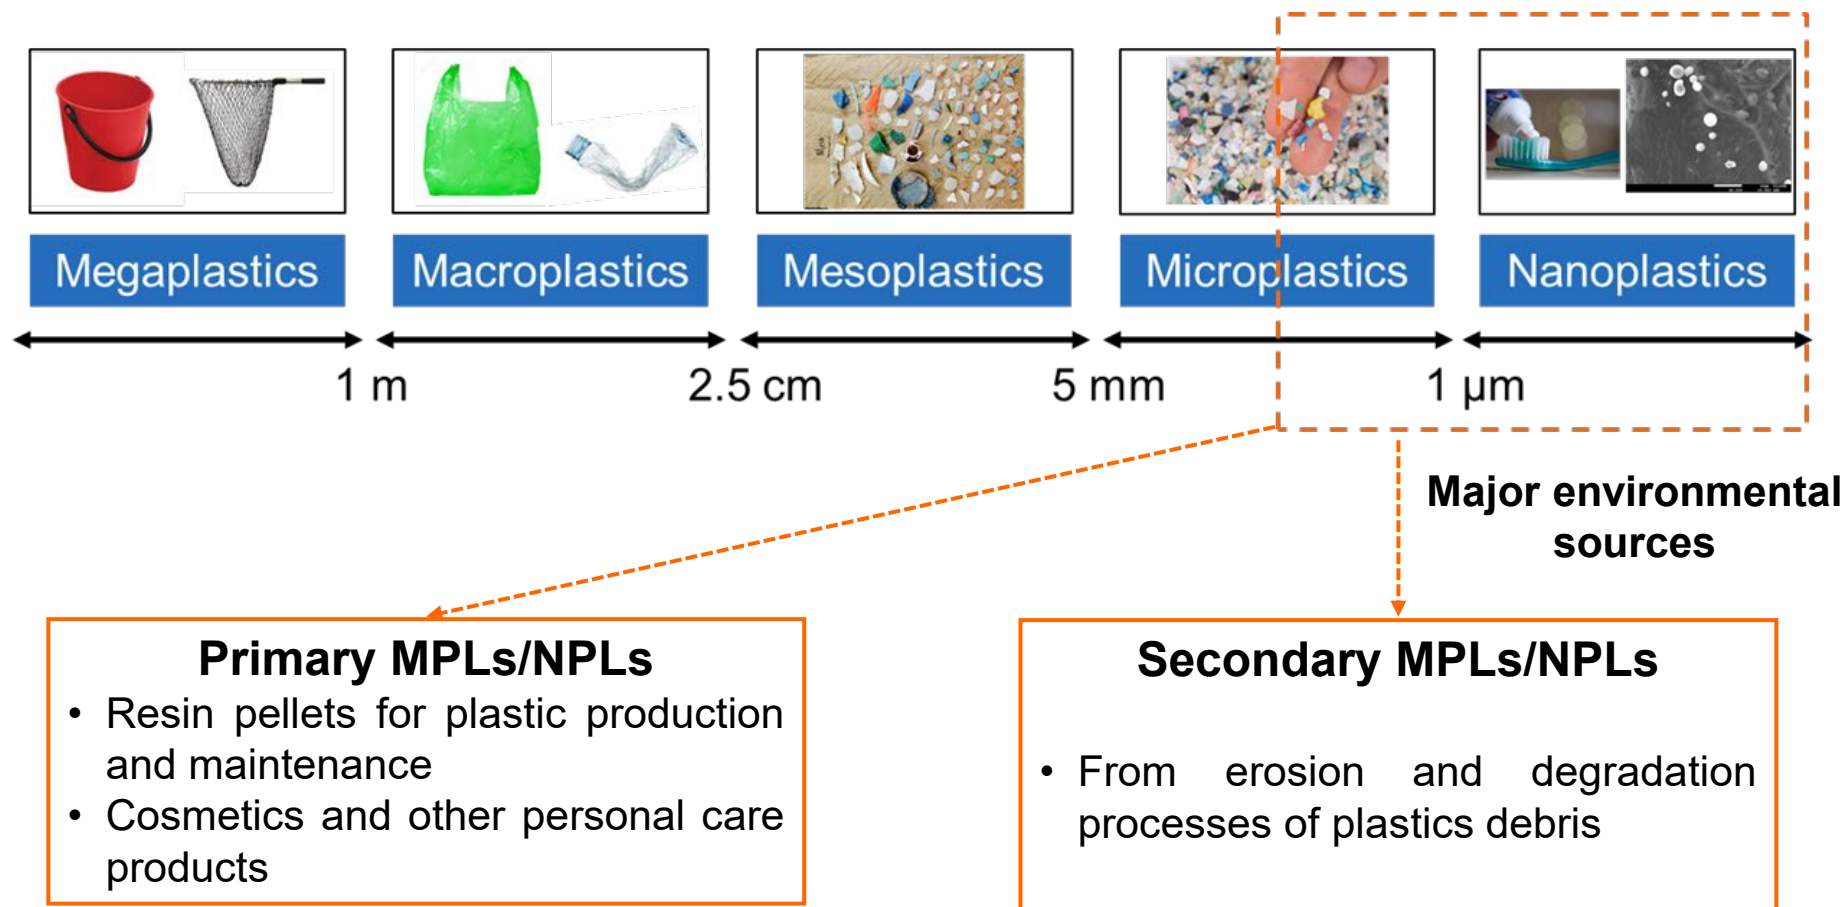 Megaplastics
Macroplastics
Mesoplastics
Microplastics
Nanoplastics
1 m
2.5 cm
5 mm
1 µm
Major environmental
sources
Primary MPLs/NPLs
• Resin pellets for plastic production
and maintenance
• Cosmetics and other personal care
products
Secondary MPLs/NPLs
• From erosion and degradation
processes of plastics debris